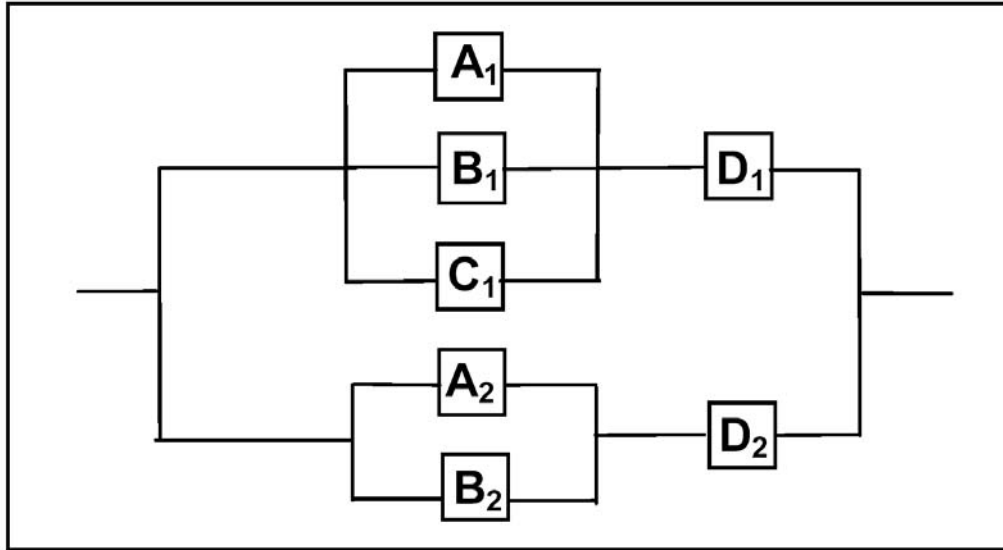 A₁
B₁
D₁
C₁
A₂
D₂
B₂